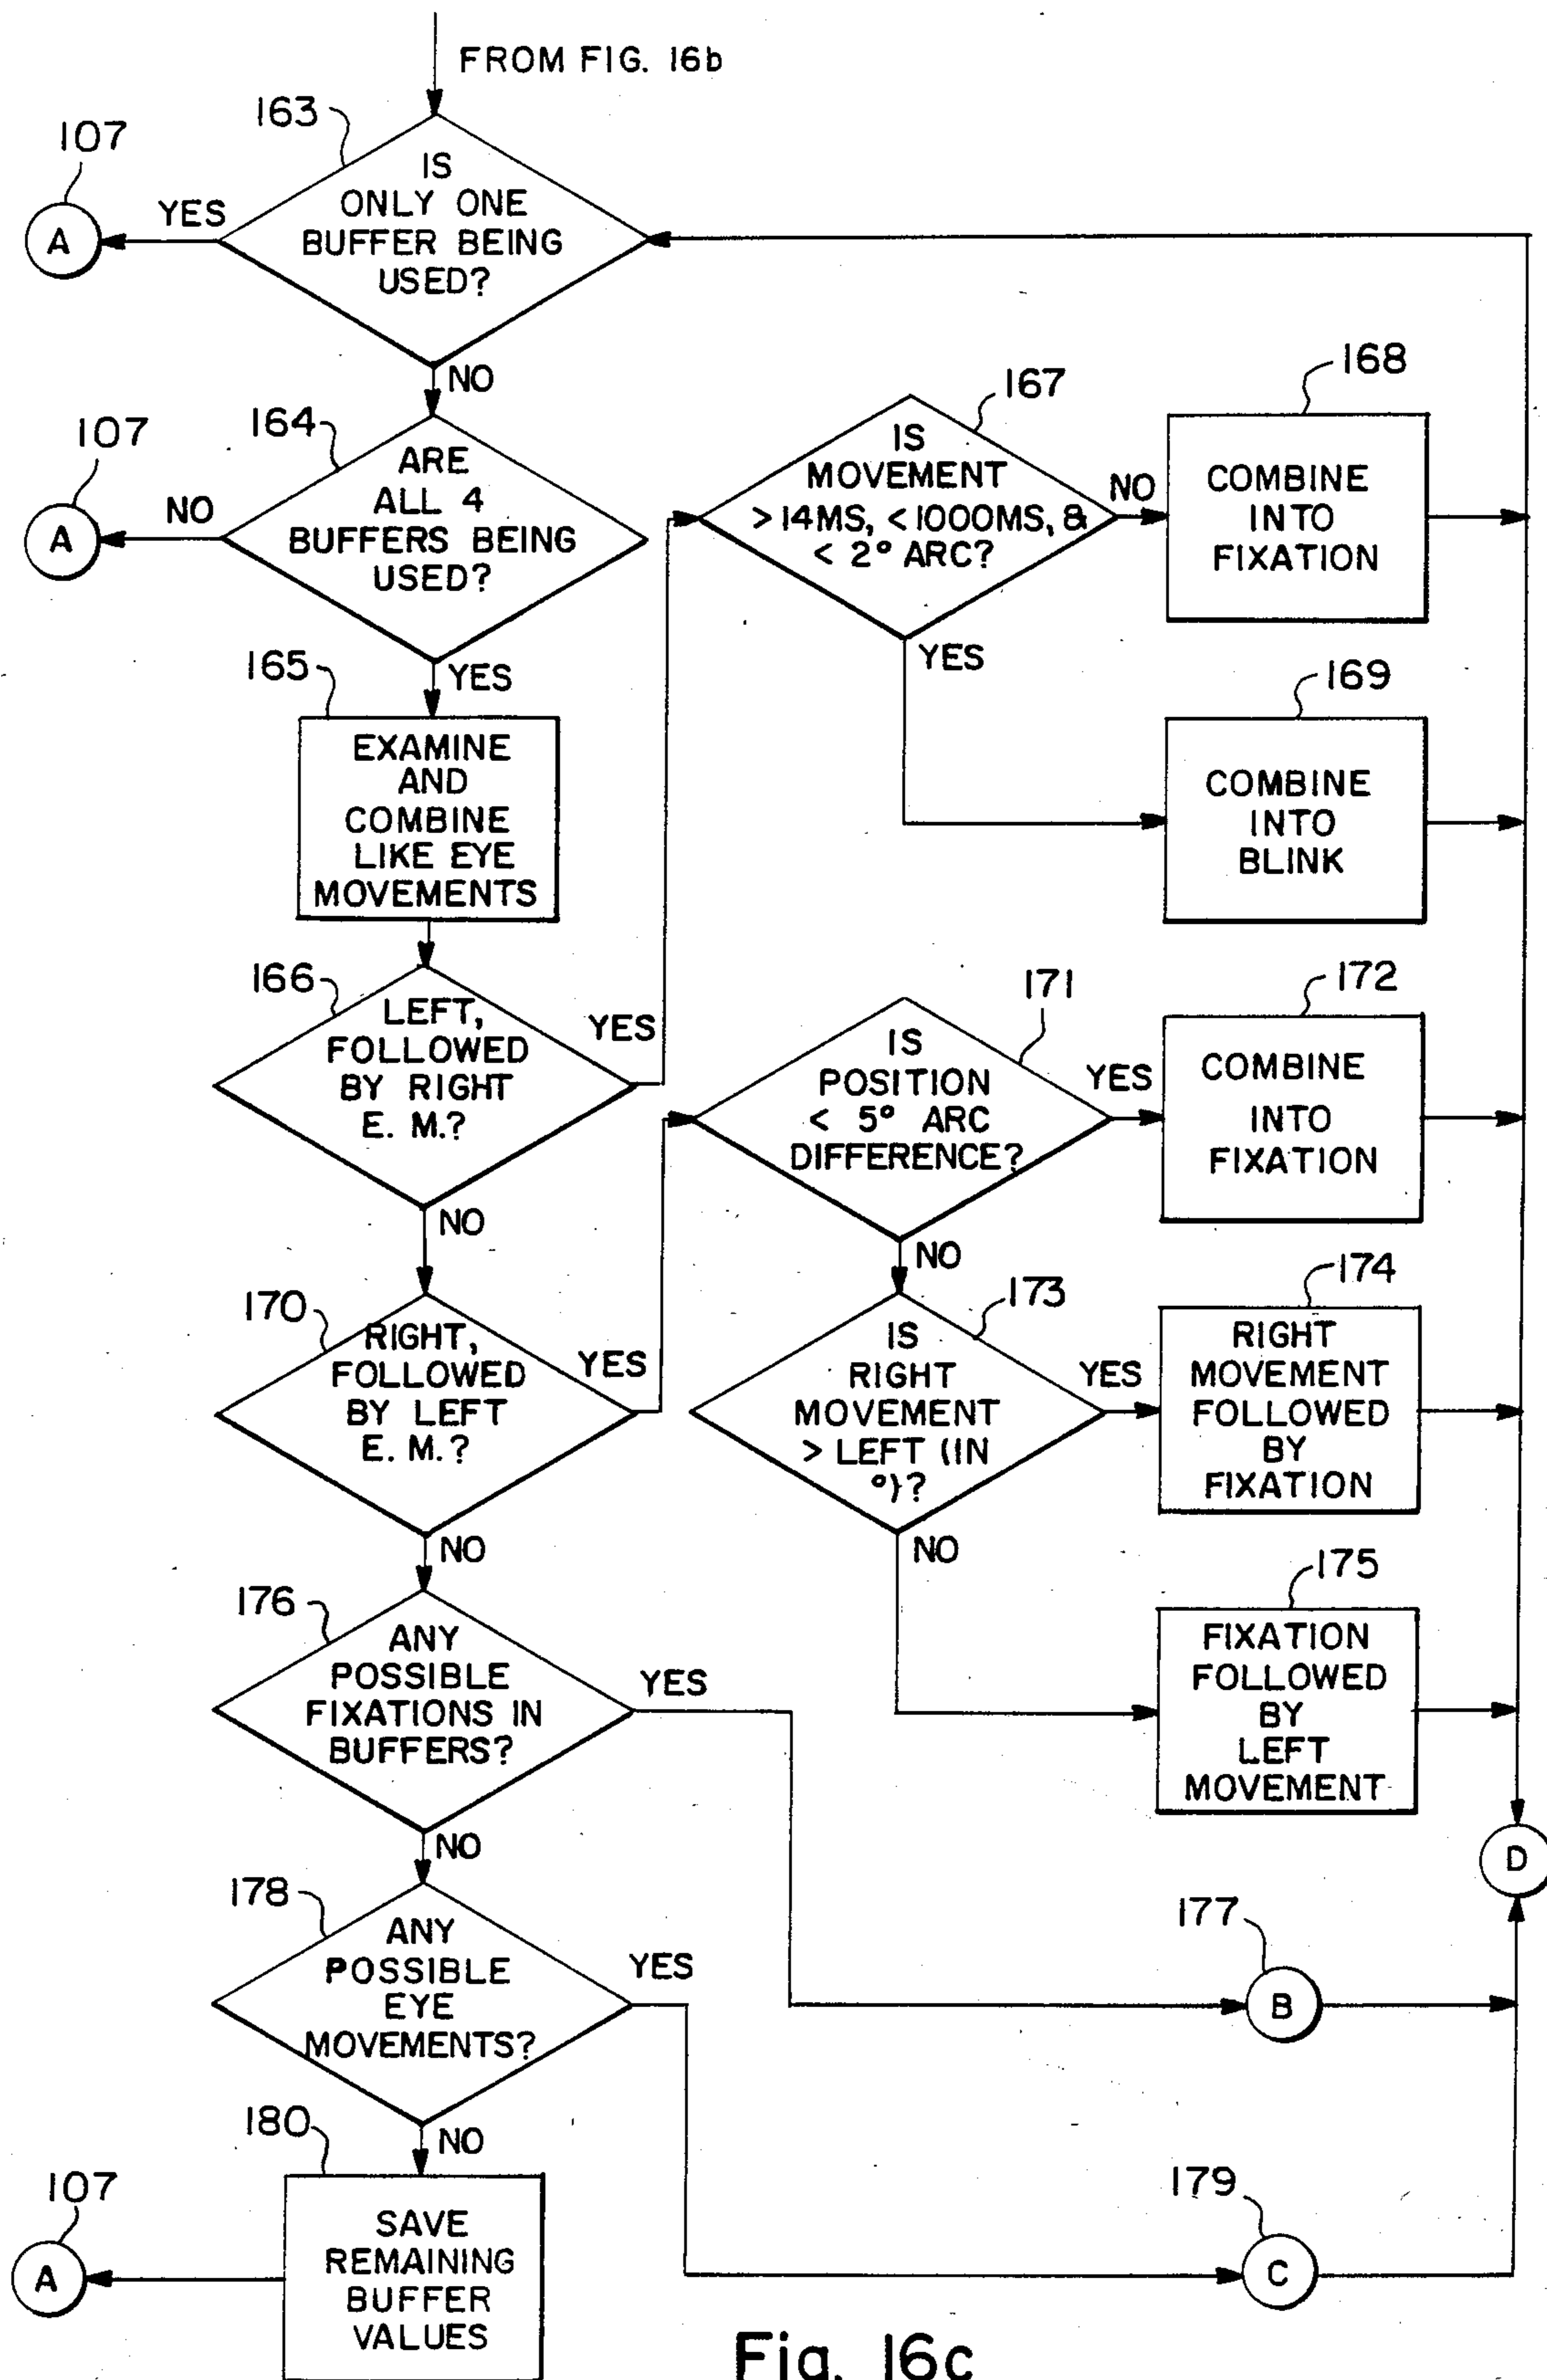 FROM FIG. 16b
163
107
A
YES
IS
ONLY ONE
BUFFER BEING
USED?
NO
164
107
A
NO
ARE
ALL 4
BUFFERS BEING
USED?
YES
167
IS
MOVEMENT
>14MS, <1000MS, &
< 2° ARC?
NO
YES
168
COMBINE
INTO
FIXATION
165
EXAMINE
AND
COMBINE
LIKE EYE
MOVEMENTS
169
COMBINE
INTO
BLINK
166
LEFT,
FOLLOWED
BY RIGHT
E. M.?
YES
NO
171
IS
POSITION
< 5° ARC
DIFFERENCE?
YES
NO
172
COMBINE
INTO
FIXATION
170
RIGHT,
FOLLOWED
BY LEFT
E. M.?
YES
NO
173
IS
RIGHT
MOVEMENT
> LEFT (IN
°)?
YES
NO
174
RIGHT
MOVEMENT
FOLLOWED
BY
FIXATION
175
FIXATION
FOLLOWED
BY
LEFT
MOVEMENT
176
ANY
POSSIBLE
FIXATIONS IN
BUFFERS?
YES
NO
D
177
B
178
ANY
POSSIBLE
EYE
MOVEMENTS?
YES
NO
179
C
180
SAVE
REMAINING
BUFFER
VALUES
107
A
Fig. 16c